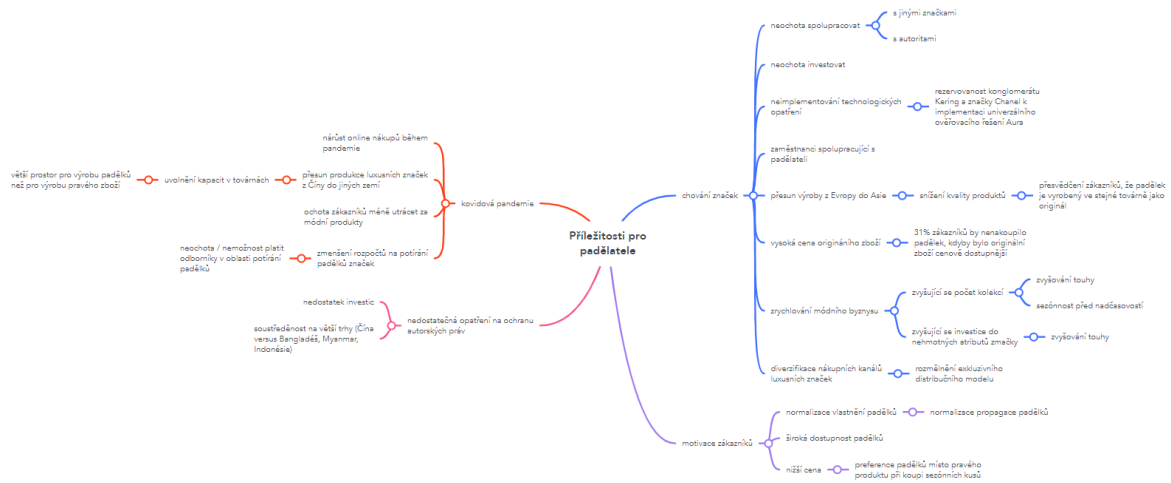 Příležitosti pro
padělatele
kovidová pandemie
nárůst online nákupů během
pandemie
přesun produkce luxusních značek
z Číny do jiných zemí
uvolnění kapacit v továrnách
větší prostor pro výrobu padělků
než pro výrobu pravého zboží
ochota zákazníků méně utrácet za
módní produkty
zmenšení rozpočtů na potírání
padělků značek
neochota / nemožnost platit
odborníky v oblasti potírání
padělků
nedostatečná opatření na ochranu
autorských práv
nedostatek investic
soustředěnost na větší trhy (Čína
versus Bangladéš, Myanmar,
Indonésie)
chování značek
neochota spolupracovat
s jinými značkami
s autoritami
neochota investovat
neimplementování technologických
opatření
rezervovanost konglomerátu
Kering a značky Chanel k
implementaci univerzálního
ověřovacího řešení Aura
zaměstnanci spolupracující s
padělateli
přesun výroby z Evropy do Asie
snížení kvality produktů
přesvědčení zákazníků, že padělek
je vyrobený ve stejné továrně jako
originál
vysoká cena origináního zboží
31% zákazníků by nenakoupilo
padělek, kdyby bylo originální
zboží cenově dostupnější
zrychlování módního byznysu
zvyšující se počet kolekcí
zvyšování touhy
sezónnost před nadčasovostí
zvyšující se investice do
nehmotných atributů zmačky
zvyšování touhy
diverzifikace nákupních kanálů
luxusních značek
rozmělnění exkluzivního
distribučního modelu
motivace zákazníků
normalizace vlastnění padělků
normalizace propagace padělků
široká dostupnost padělků
nižší cena
preference padělků místo pravého
produktu při koupi sezónních kusů